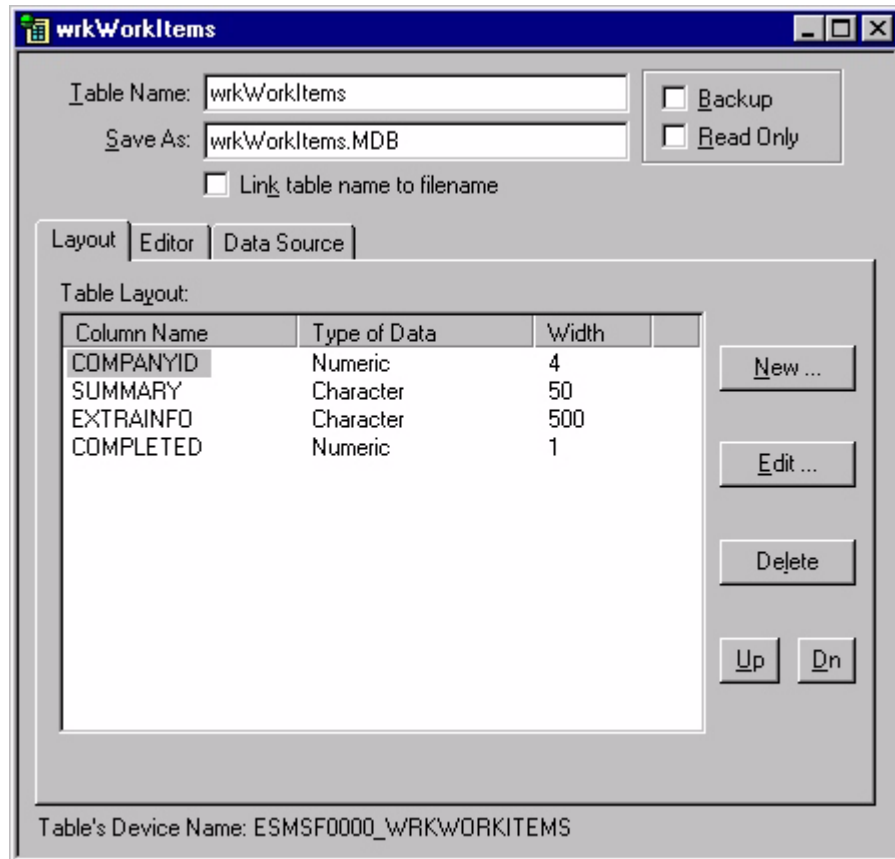 wrkWorkItems
Table Name: wrkWorkItems
Backup
Save As: wrkWorkItems.MDB
Read Only
Link table name to filename
Layout Editor Data Source
Table Layout:
Column Name Type of Data Width
COMPANYID Numeric 4
New ...
SUMMARY Character 50
EXTRAINFO Character 500
COMPLETED Numeric 1
Edit ...
Delete
Up Dn
Table's Device Name: ESMSF0000_WRKWORKITEMS